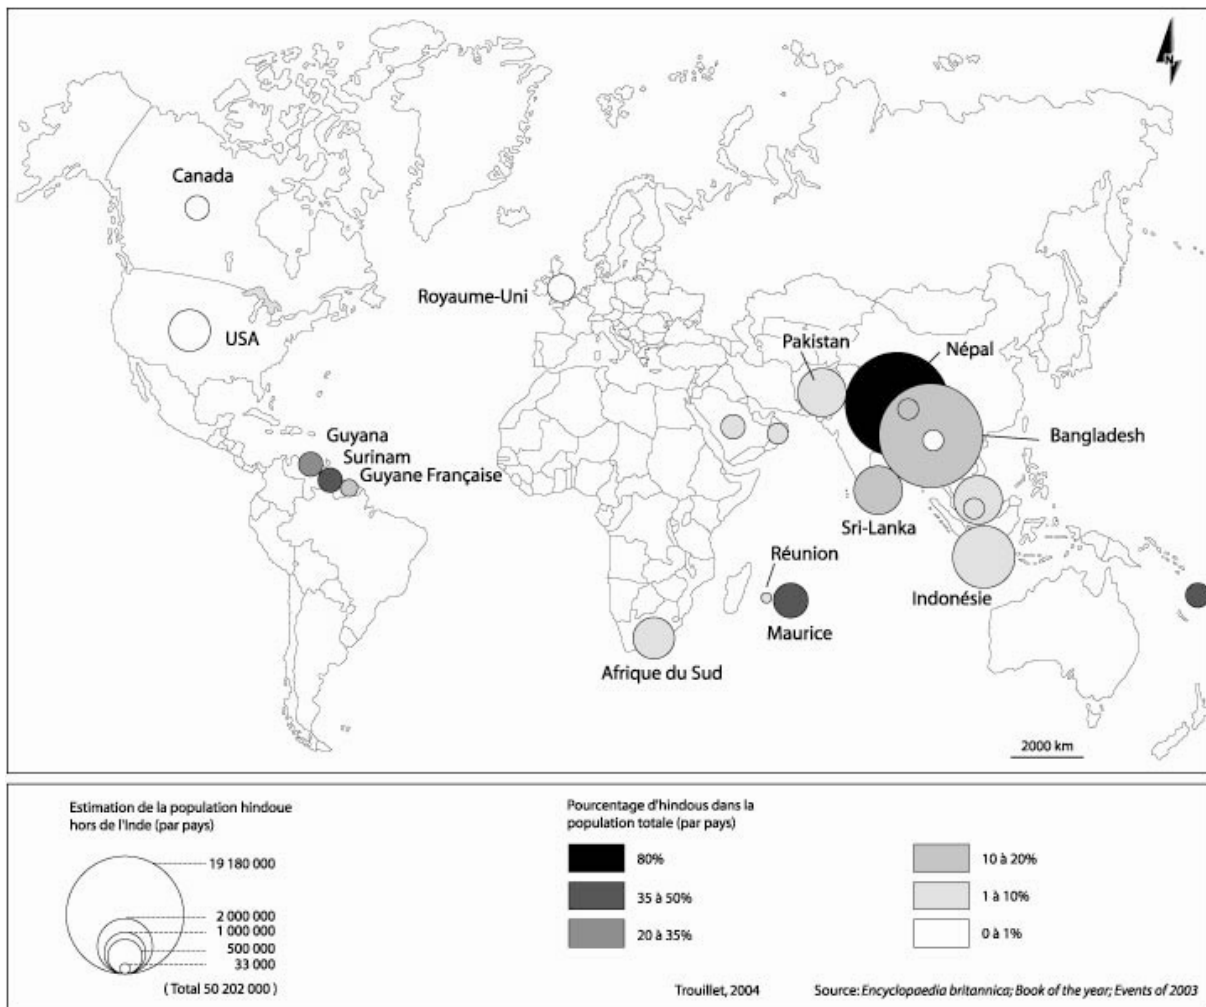 N
Canada
Royaume-Uni
USA
Pakistan
Népal
Guyana
Surinam
Guyane Française
Bangladesh
Sri-Lanka
Réunion
Indonésie
Maurice
Afrique du Sud
2000 km
Estimation de la population hindoue
hors de l'Inde (par pays)
19 180 000
2 000 000
1 000 000
500 000
33 000
( Total 50 202 000 )
Pourcentage d'hindous dans la
population totale (par pays)
80%
35 à 50%
20 à 35%
10 à 20%
1 à 10%
0 à 1%
Trouillet, 2004
Source: Encyclopaedia britannica; Book of the year; Events of 2003